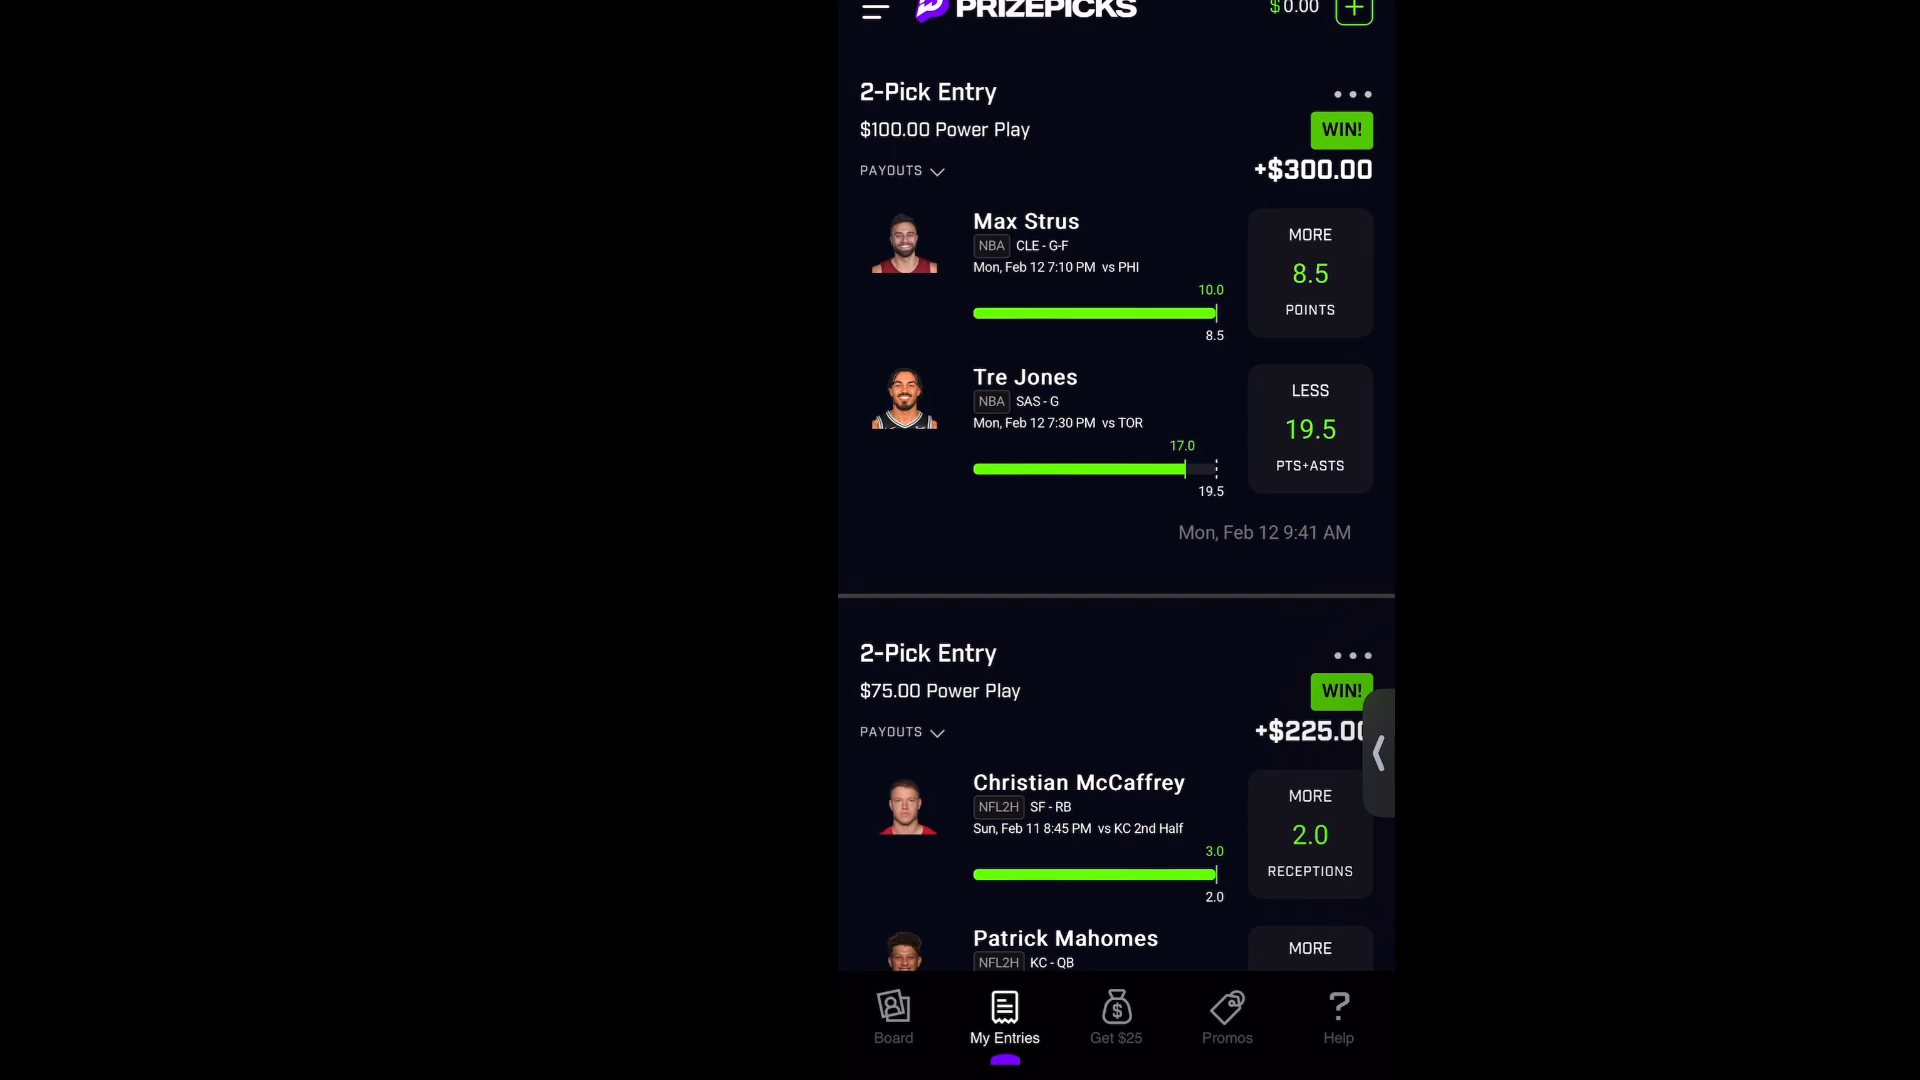 PRIZEPICKS
$0.00
2-Pick Entry
$100.00 Power Play
WIN!
PAYOUTS
+$300.00
Max Strus
NBA CLE - G-F
Mon, Feb 12 7:10 PM vs PHI
10.0
8.5
MORE
8.5
POINTS
Tre Jones
NBA SAS - G
Mon, Feb 12 7:30 PM vs TOR
17.0
19.5
LESS
19.5
PTS+ASTS
Mon, Feb 12 9:41 AM
2-Pick Entry
$75.00 Power Play
WIN!
PAYOUTS
+$225.00
Christian McCaffrey
NFL2H SF - RB
Sun, Feb 11 8:45 PM vs KC 2nd Half
3.0
2.0
MORE
2.0
RECEPTIONS
Patrick Mahomes
NFL2H KC - QB
MORE
Board
My Entries
Get $25
Promos
Help